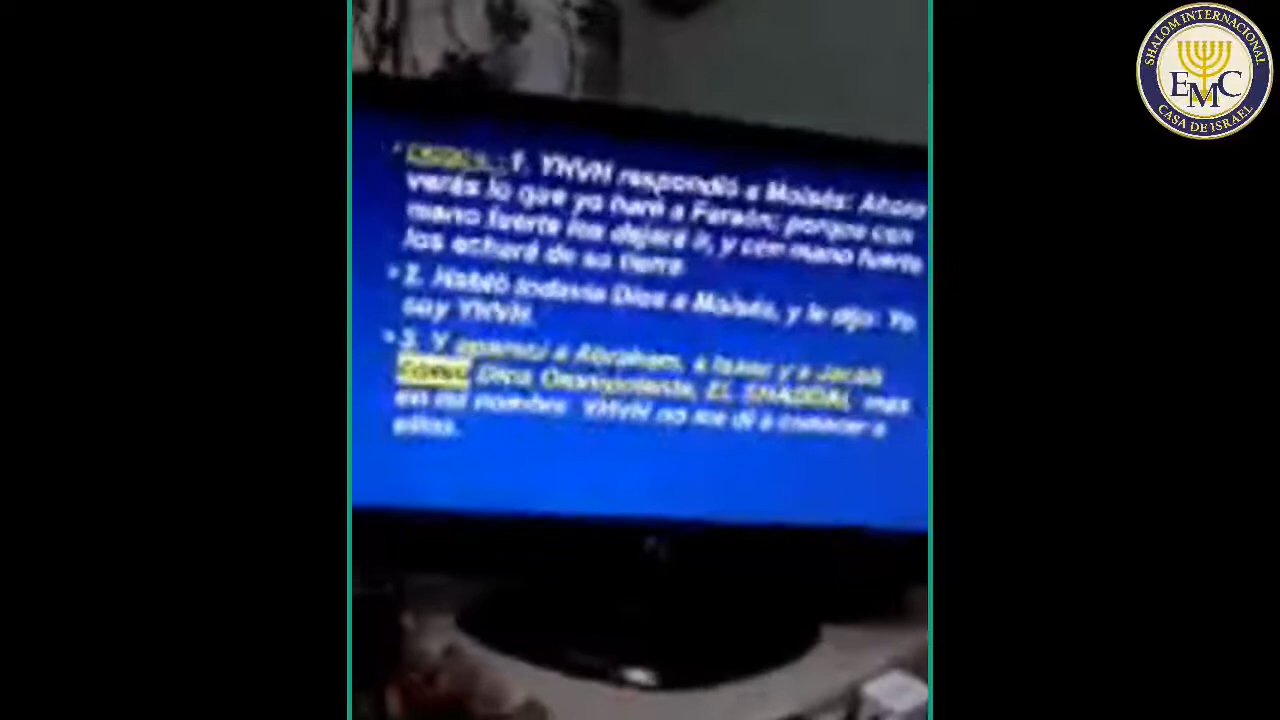 1. YHVH respondió a Moisés: Ahora
verás lo que yo haré a Faraón; porque con
mano fuerte los dejará ir, y con mano fuerte
los echará de su tierra
2. Habló todavía Dios a Moisés, y le dijo: Yo
soy YHVH.
3. Y aparecí a Abraham, a Isaac y a Jacob
como Dios Omnipotente, EL SHADDAI, mas
en mi nombre YHVH no me di a conocer a
ellos.
SHALOM INTERNACIONAL
EMC
CASA DE ISRAEL